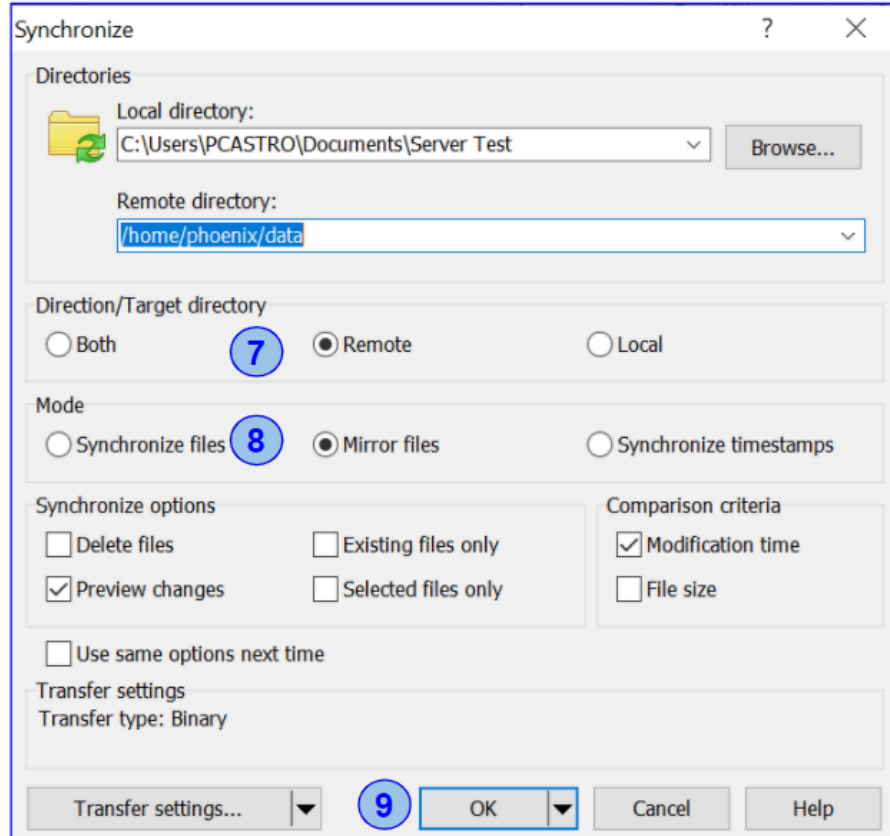 Synchronize ?
Directories
Local directory:
C:\Users\PCASTRO\Documents\Server Test
Browse...
Remote directory:
/home/phoenix/data
Direction/Target directory
Both 7 Remote Local
Mode
Synchronize files 8 Mirror files Synchronize timestamps
Synchronize options
Delete files Existing files only
Preview changes Selected files only
Comparison criteria
Modification time
File size
Use same options next time
Transfer settings
Transfer type: Binary
Transfer settings... 9 OK Cancel Help